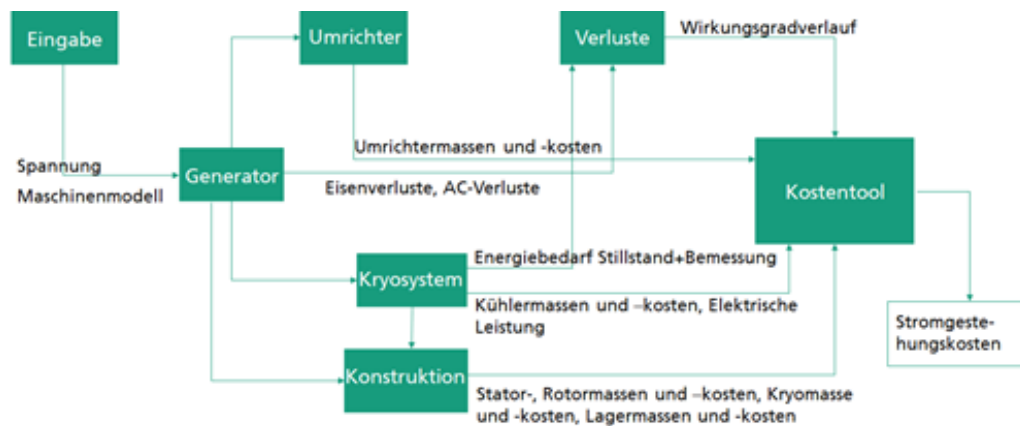 Eingabe
Umrichter
Verluste
Wirkungsgradverlauf
Umrichtermassen und -kosten
Spannung
Maschinenmodell
Generator
Eisenverluste, AC-Verluste
Kostentool
Energiebedarf Stillstand+Bemessung
Kryosystem
Kühlermassen und –kosten, Elektrische
Leistung
Stromgeste-
hungskosten
Konstruktion
Stator-, Rotormassen und –kosten, Kryomasse
und -kosten, Lagermassen und -kosten